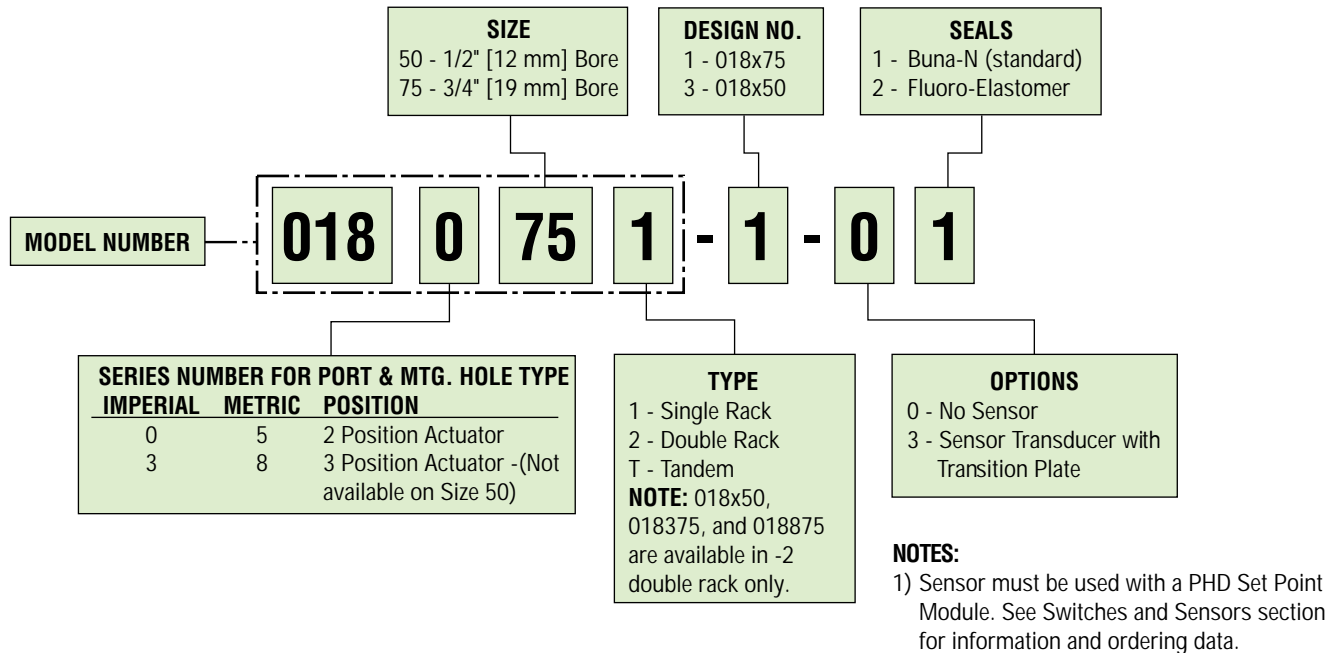 SIZE
50 - 1/2" [12 mm] Bore
75 - 3/4" [19 mm] Bore
DESIGN NO.
1 - 018x75
3 - 018x50
SEALS
1 - Buna-N (standard)
2 - Fluoro-Elastomer
MODEL NUMBER
018 0 75 1 - 1 - 0 1
SERIES NUMBER FOR PORT & MTG. HOLE TYPE
IMPERIAL METRIC POSITION
0 5 2 Position Actuator
3 8 3 Position Actuator -(Not
available on Size 50)
TYPE
1 - Single Rack
2 - Double Rack
T - Tandem
NOTE: 018x50,
018375, and 018875
are available in -2
double rack only.
OPTIONS
0 - No Sensor
3 - Sensor Transducer with
Transition Plate
NOTES:
1) Sensor must be used with a PHD Set Point
Module. See Switches and Sensors section
for information and ordering data.